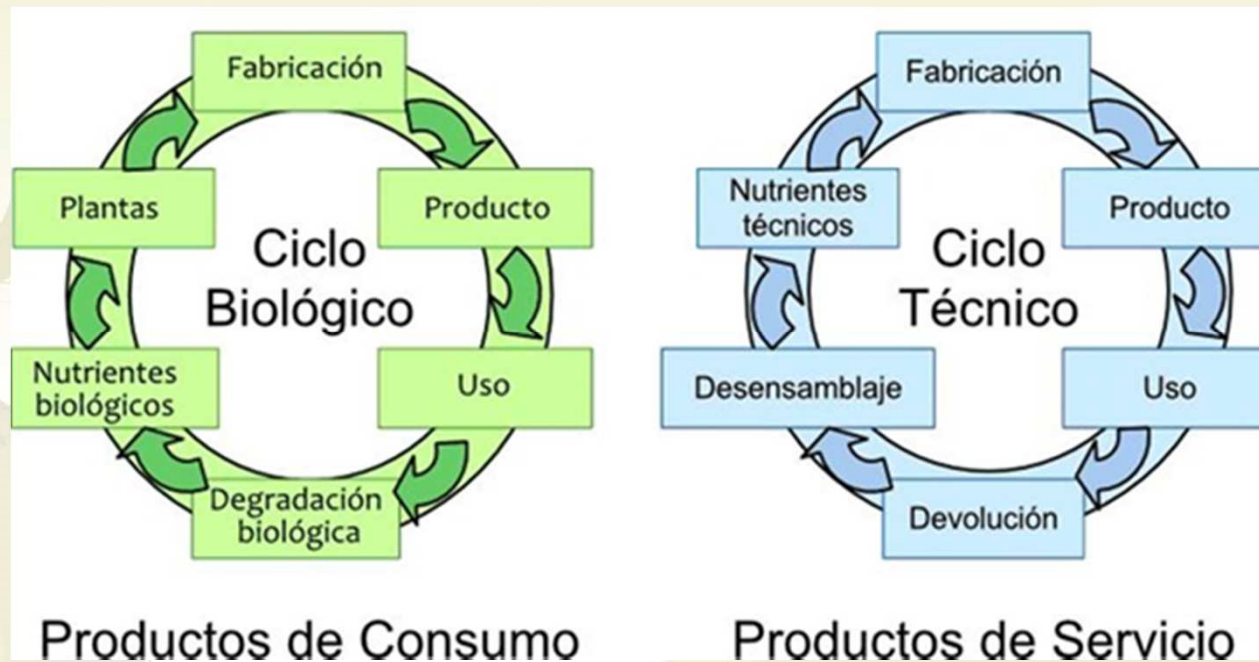 Fabricación
Plantas
Producto
Ciclo
Biológico
Nutrientes
biológicos
Uso
Degradación
biológica
Productos de Consumo
Fabricación
Nutrientes
técnicos
Producto
Ciclo
Técnico
Desensamblaje
Uso
Devolución
Productos de Servicio